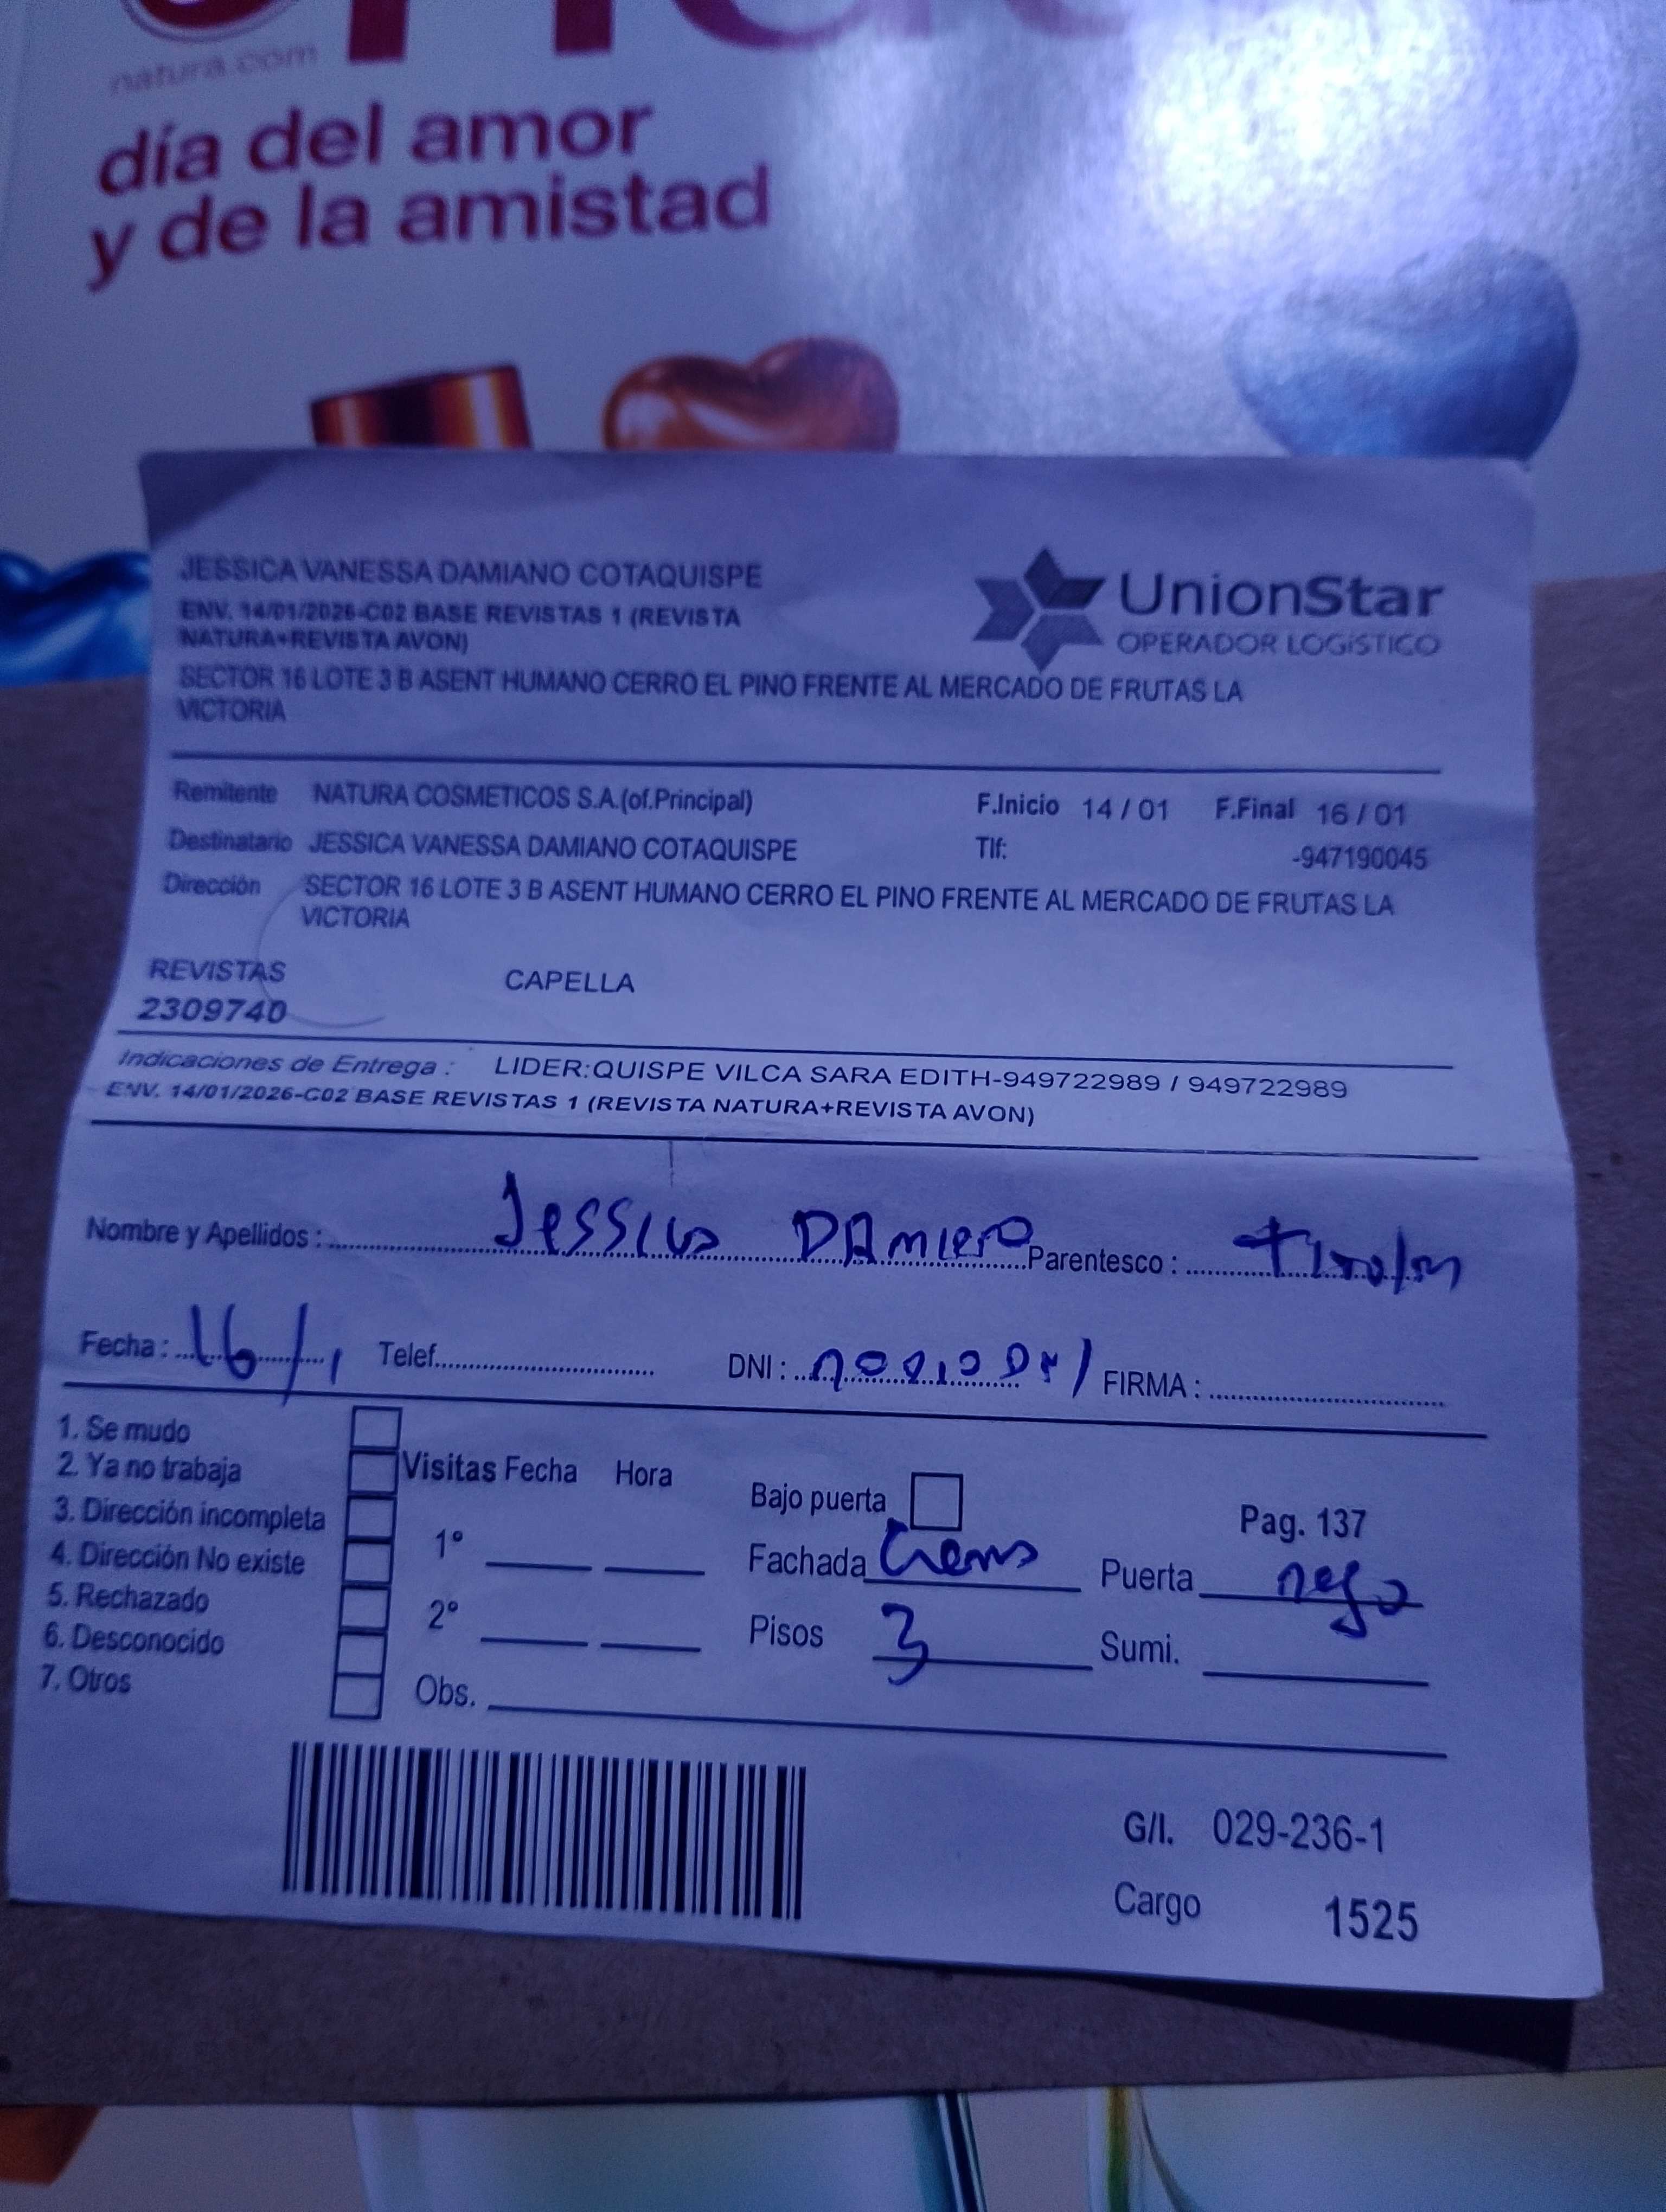 natura.com
día del amor
y de la amistad
JESSICA VANESSA DAMIANO COTAQUISPE
ENV. 14/01/2026-C02 BASE REVISTAS 1 (REVISTA
NATURA+REVISTA AVON)
UnionStar
OPERADOR LOGÍSTICO
SECTOR 16 LOTE 3 B ASENT HUMANO CERRO EL PINO FRENTE AL MERCADO DE FRUTAS LA
VICTORIA
Remitente NATURA COSMETICOS S.A.(of.Principal) F.Inicio 14 / 01 F.Final 16 / 01
Destinatario JESSICA VANESSA DAMIANO COTAQUISPE Tlf: -947190045
Dirección SECTOR 16 LOTE 3 B ASENT HUMANO CERRO EL PINO FRENTE AL MERCADO DE FRUTAS LA
VICTORIA
REVISTAS CAPELLA
2309740
Indicaciones de Entrega : LIDER:QUISPE VILCA SARA EDITH-949722989 / 949722989
ENV. 14/01/2026-C02 BASE REVISTAS 1 (REVISTA NATURA+REVISTA AVON)
Nombre y Apellidos : Jessica Parentesco :
Fecha : 16/1 Telef. DNI : FIRMA :
1. Se mudo
2. Ya no trabaja Visitas Fecha Hora Bajo puerta
3. Dirección incompleta 1° Pag. 137
4. Dirección No existe Fachada Crema Puerta
5. Rechazado 2° Pisos 3 Sumi.
6. Desconocido
7. Otros Obs.
G/I. 029-236-1
Cargo 1525